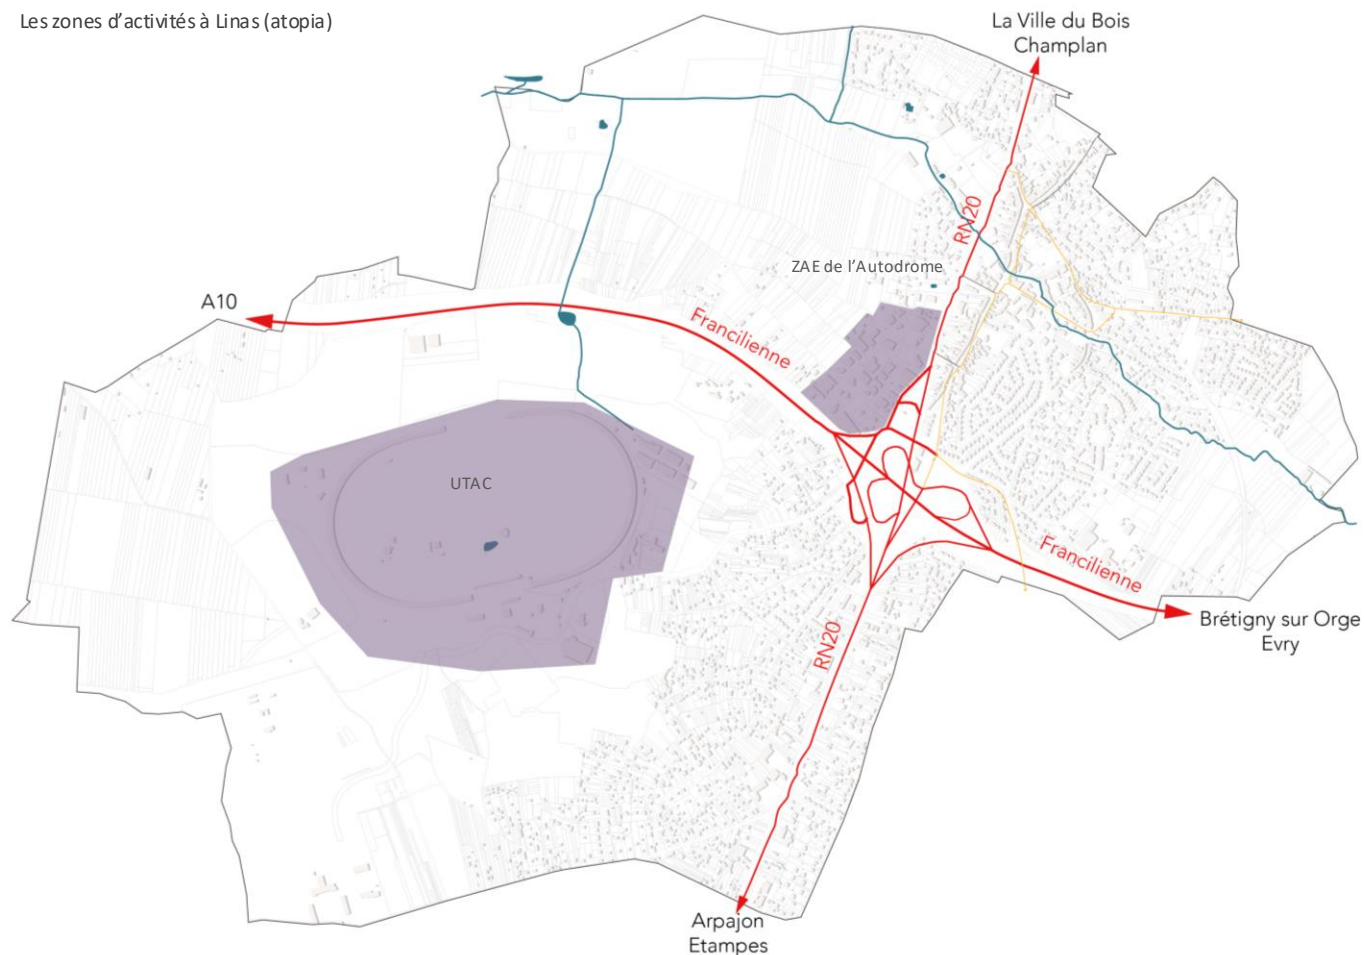 Les zones d'activités à Linas (atopia)
La Ville du Bois
Champlan
RN20
ZAE de l'Autodrome
A10
Francilienne
UTAC
Francilienne
Brétigny sur Orge
Evry
RN20
Arpajon
Etampes